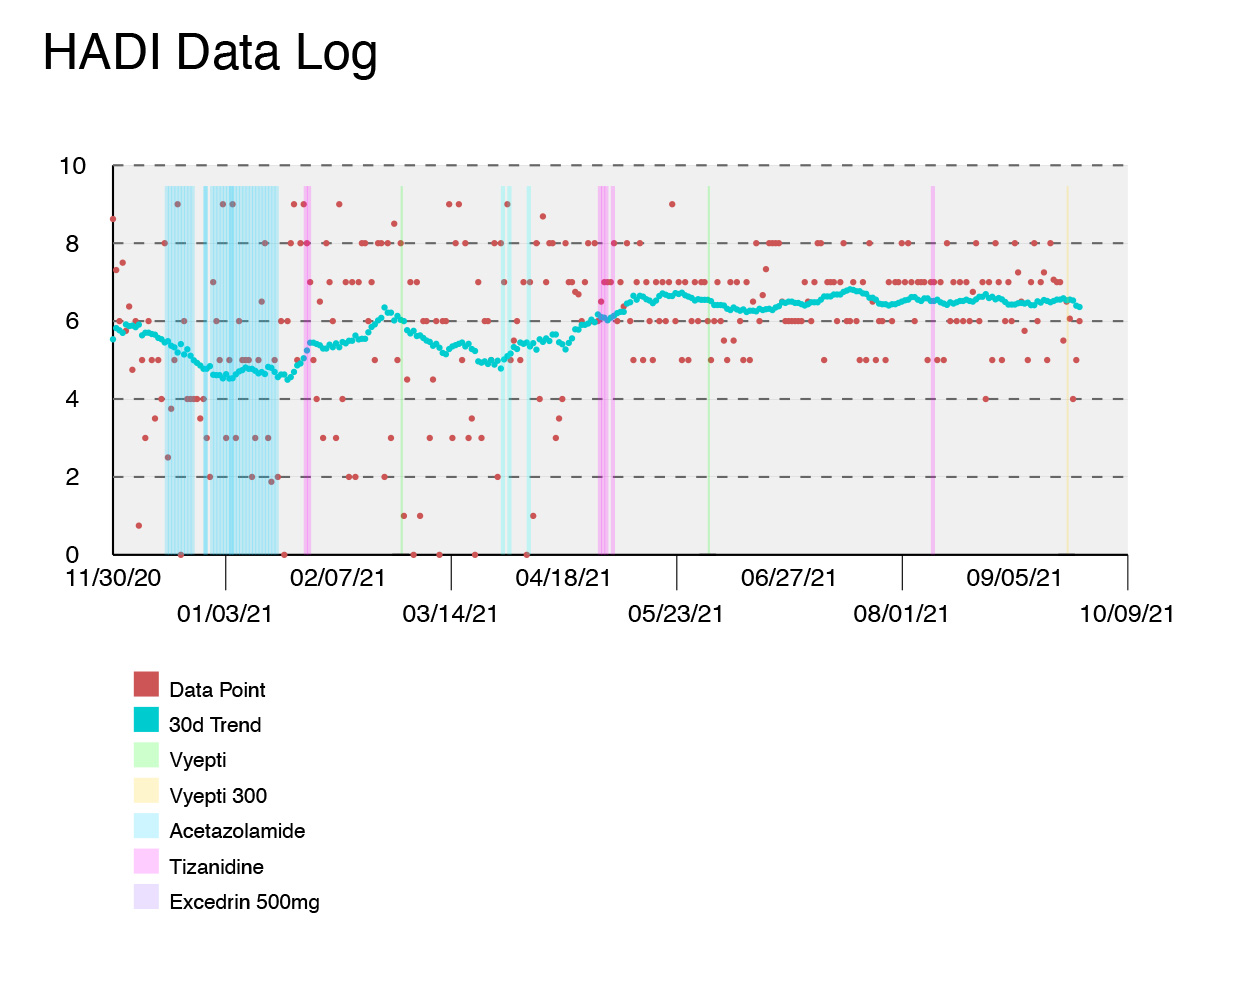 HADI Data Log
10
8
6
4
2
0
11/30/20 02/07/21 04/18/21 06/27/21 09/05/21
01/03/21 03/14/21 05/23/21 08/01/21 10/09/21
Data Point
30d Trend
Vyepti
Vyepti 300
Acetazolamide
Tizanidine
Excedrin 500mg